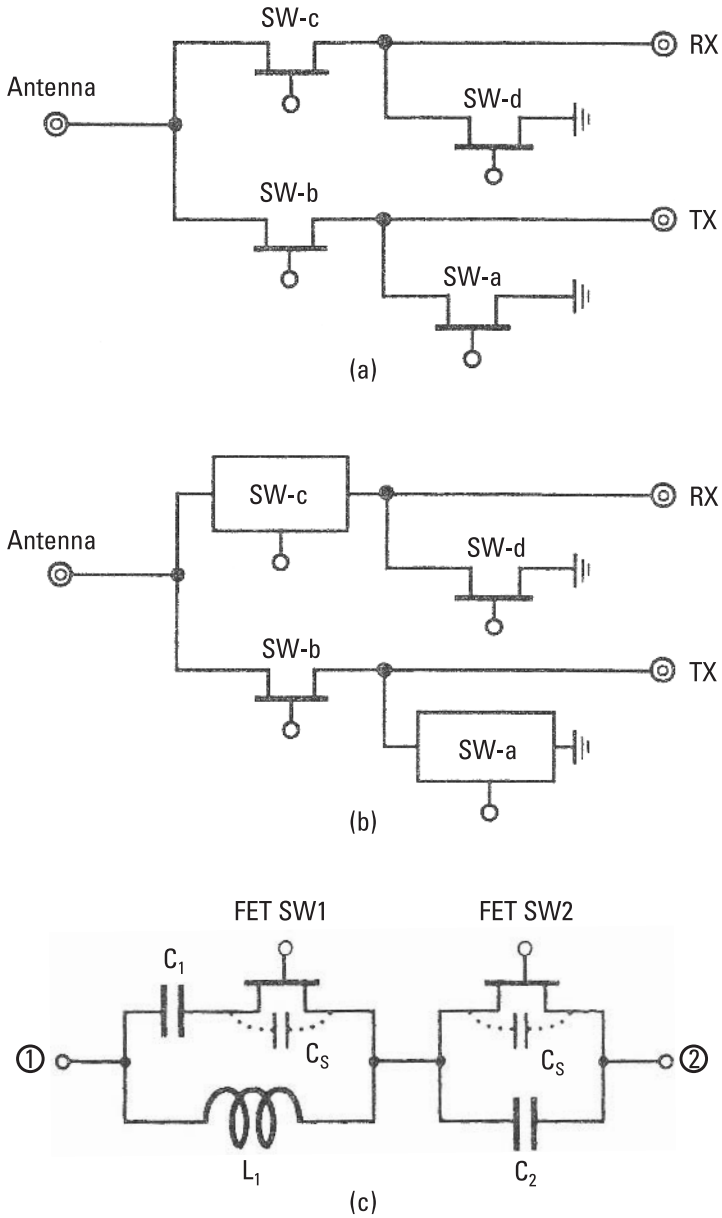 SW-c
RX
Antenna
SW-d
SW-b
TX
SW-a
(a)
SW-c
RX
Antenna
SW-d
SW-b
TX
SW-a
(b)
FET SW1
FET SW2
C₁
① 
Cₛ
Cₛ
②
L₁
C₂
(c)